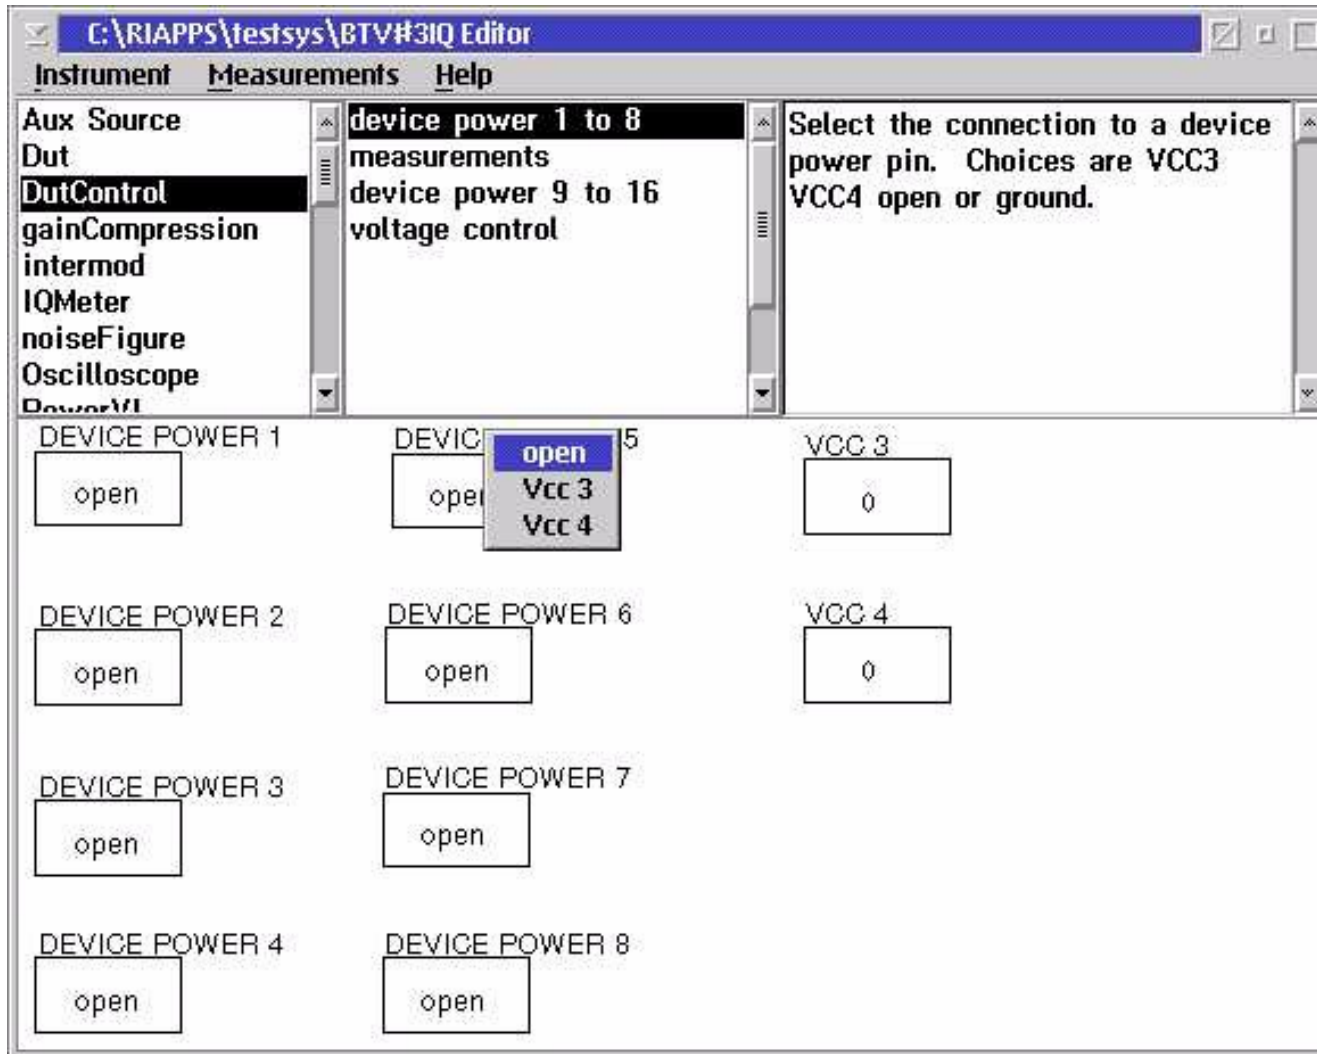 C:\RIAPPS\testsys\BTV#3IQ Editor
Instrument Measurements Help
Aux Source
Dut
DutControl
gainCompression
intermod
IQMeter
noiseFigure
Oscilloscope
PowerVI
device power 1 to 8
measurements
device power 9 to 16
voltage control
Select the connection to a device
power pin. Choices are VCC3
VCC4 open or ground.
DEVICE POWER 1
open
DEVIC 5
open
Vcc 3
Vcc 4
VCC 3
0
DEVICE POWER 2
open
DEVICE POWER 6
open
VCC 4
0
DEVICE POWER 3
open
DEVICE POWER 7
open
DEVICE POWER 4
open
DEVICE POWER 8
open